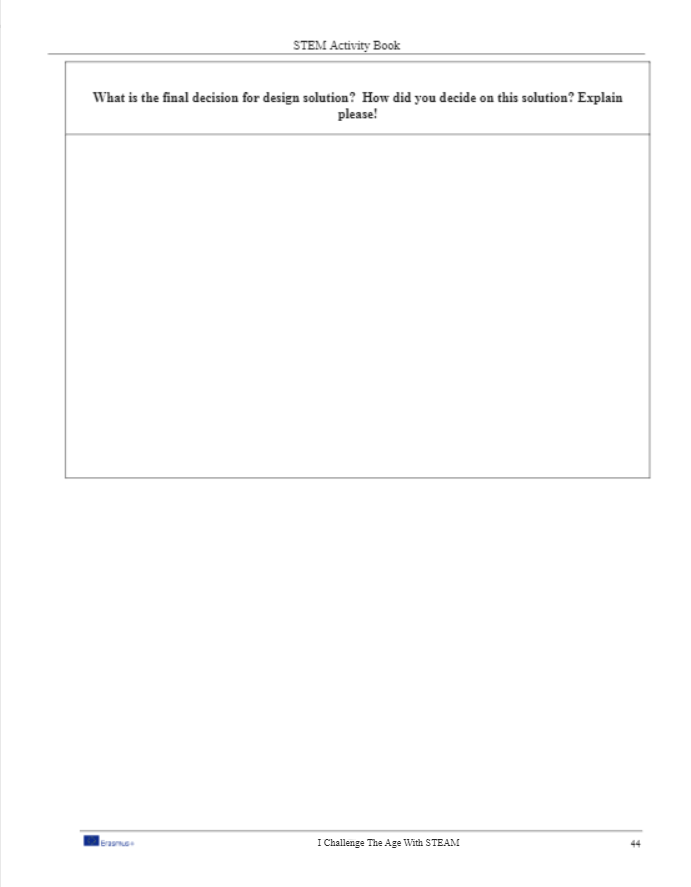 STEM Activity Book
What is the final decision for design solution? How did you decide on this solution? Explain
please!
Erasmus+
I Challenge The Age With STEAM
44